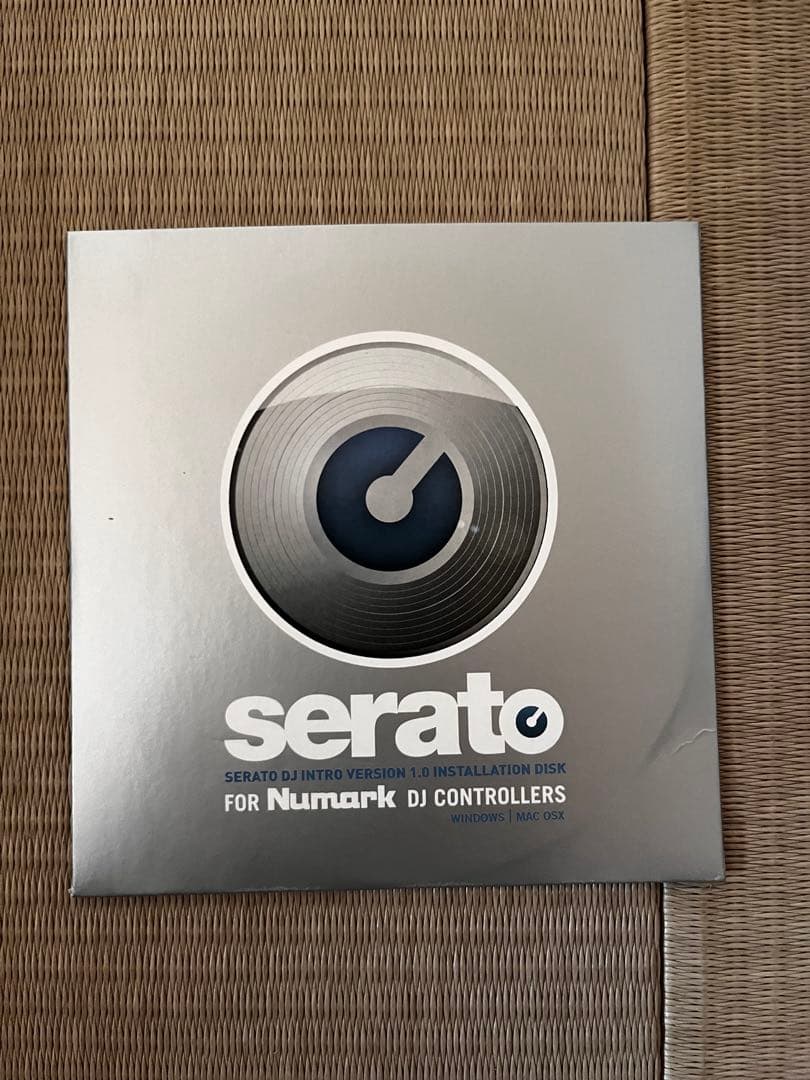 serato
SERATO DJ INTRO VERSION 1.0 INSTALLATION DISK
FOR Numark DJ CONTROLLERS
WINDOWS | MAC OSX